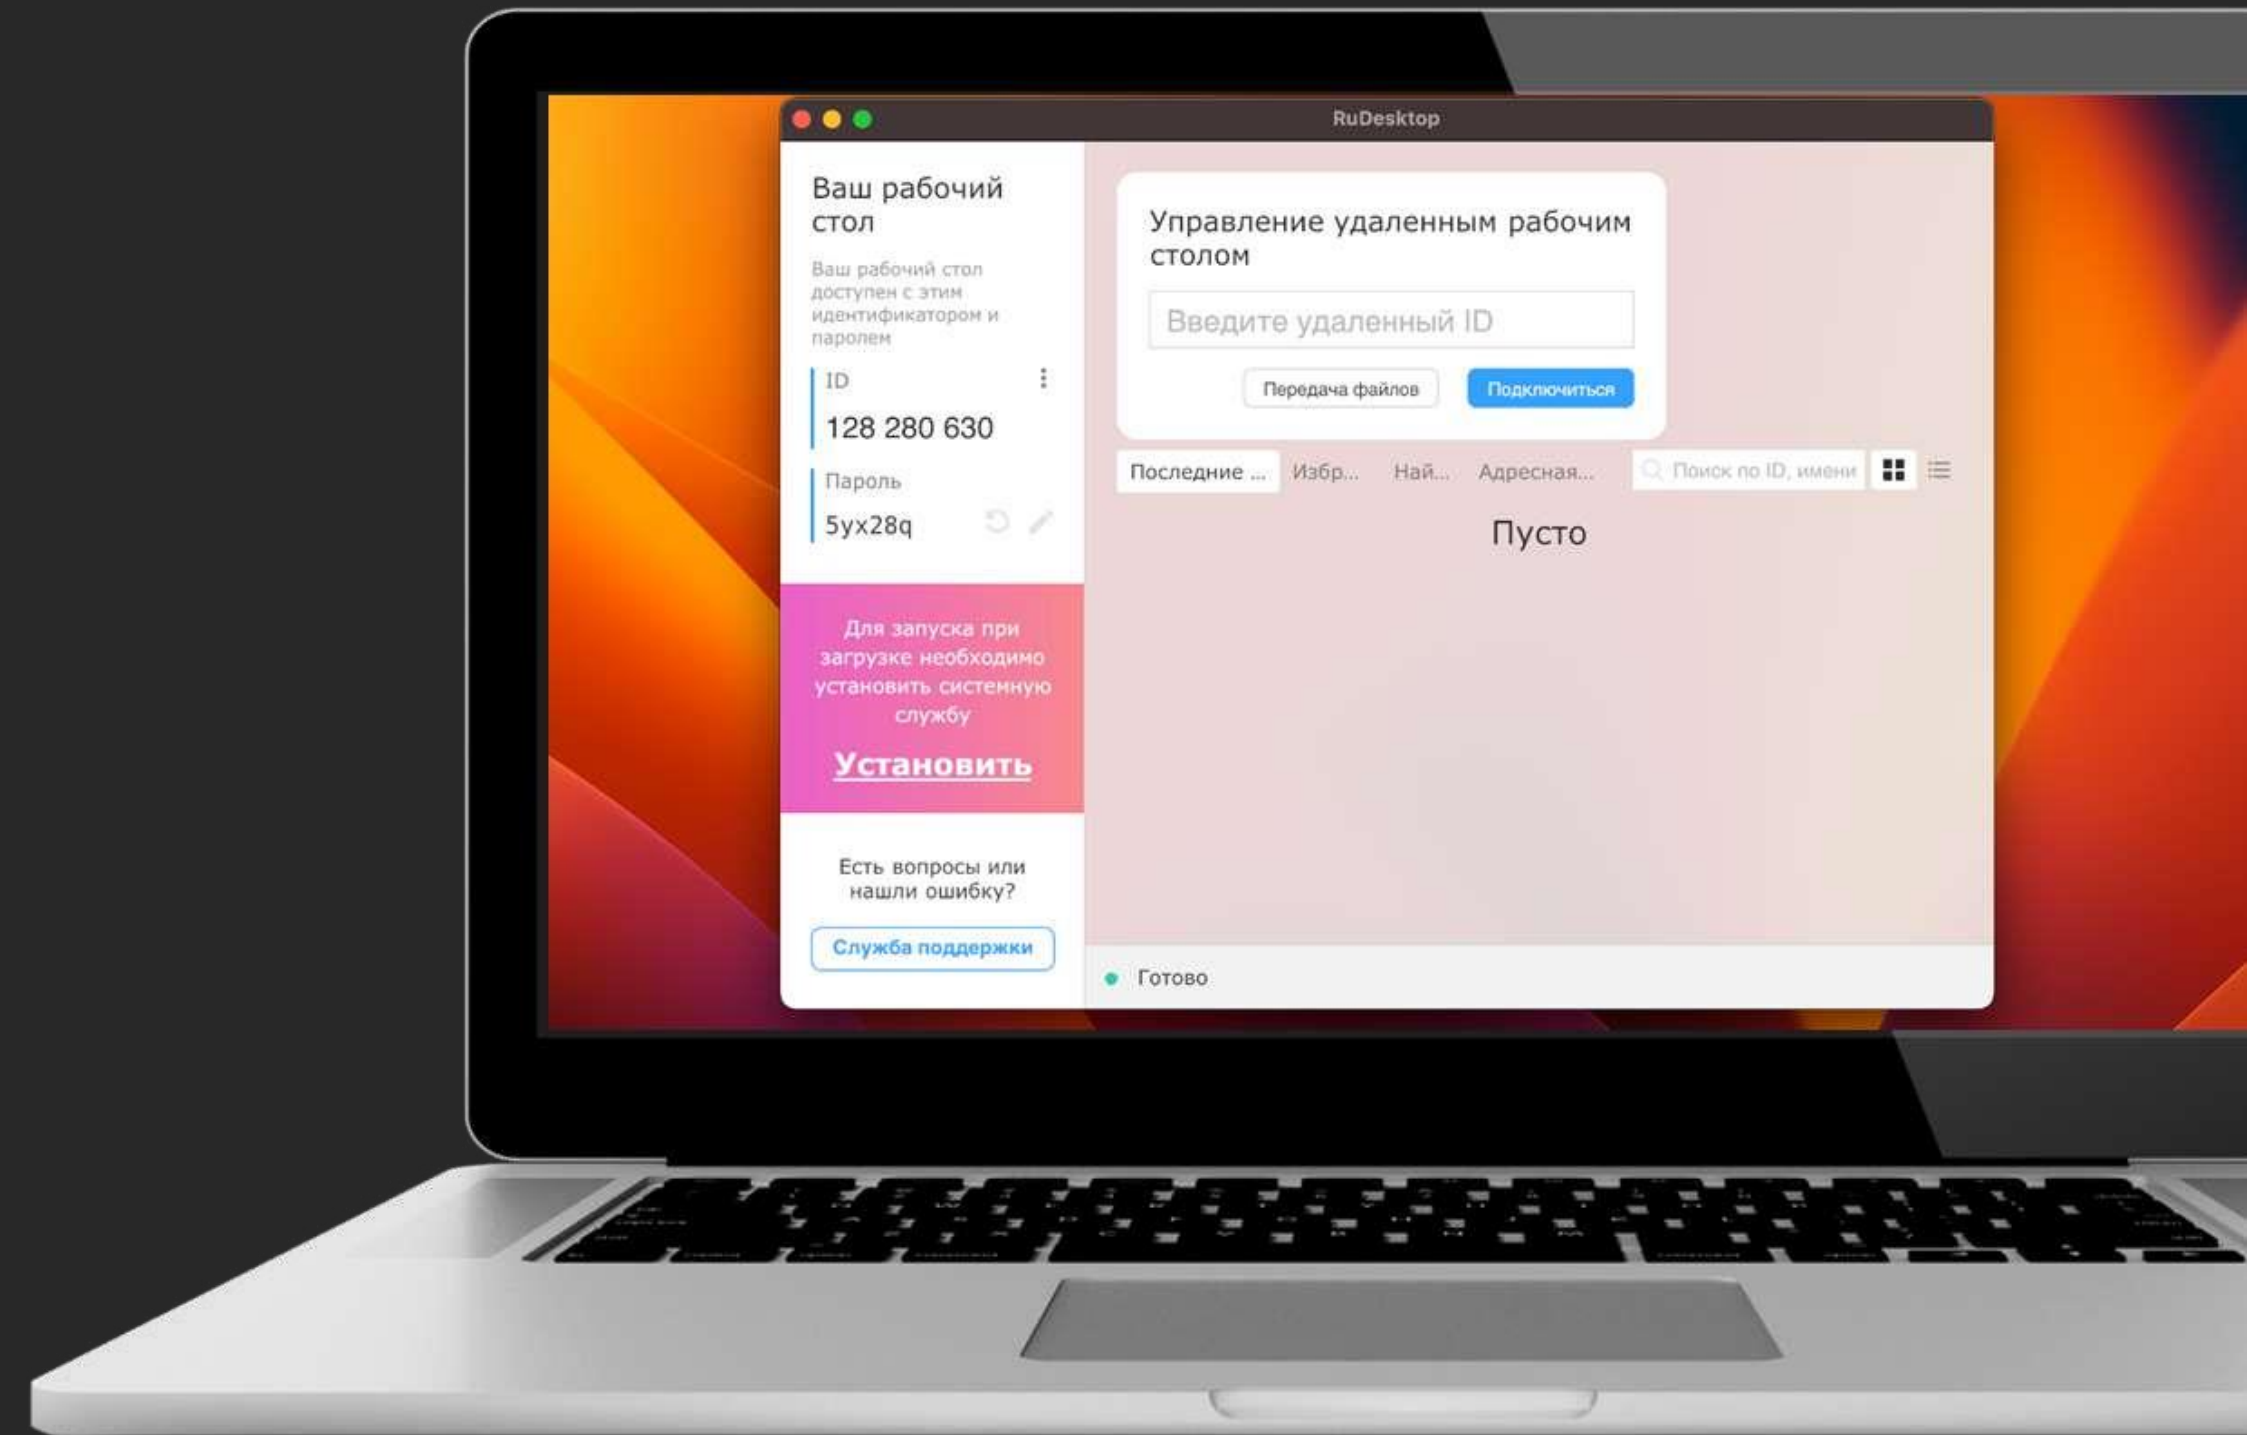 RuDesktop
Ваш рабочий
стол
Ваш рабочий стол
доступен с этим
идентификатором и
паролем
ID
128 280 630
Пароль
5yx28q
Для запуска при
загрузке необходимо
установить системную
службу
Установить
Есть вопросы или
нашли ошибку?
Служба поддержки
Управление удаленным рабочим
столом
Введите удаленный ID
Передача файлов
Подключиться
Последние ...
Избр...
Най...
Адресная...
Поиск по ID, имени
Пусто
Готово